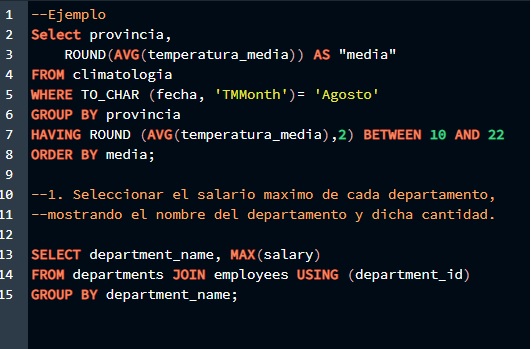 1 --Ejemplo
2 Select provincia,
3     ROUND(AVG(temperatura_media)) AS "media"
4 FROM climatologia
5 WHERE TO_CHAR (fecha, 'TMMonth')= 'Agosto'
6 GROUP BY provincia
7 HAVING ROUND (AVG(temperatura_media),2) BETWEEN 10 AND 22
8 ORDER BY media;
9
10 --1. Seleccionar el salario maximo de cada departamento,
11 --mostrando el nombre del departamento y dicha cantidad.
12
13 SELECT department_name, MAX(salary)
14 FROM departments JOIN employees USING (department_id)
15 GROUP BY department_name;